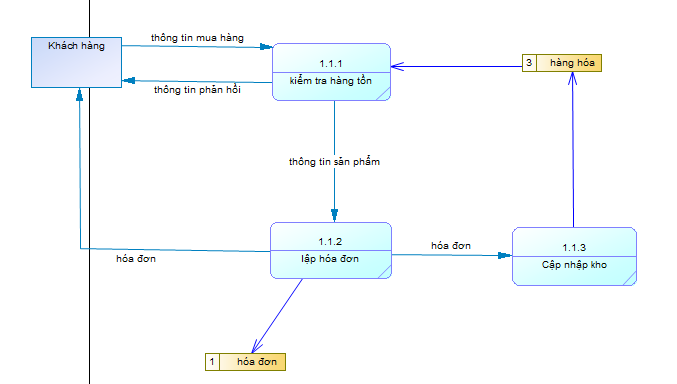 thông tin mua hàng
Khách hàng
1.1.1
kiểm tra hàng tồn
3 hàng hóa
thông tin phản hồi
thông tin sản phẩm
1.1.2
lập hóa đơn
hóa đơn
1.1.3
Cập nhập kho
hóa đơn
1 hóa đơn